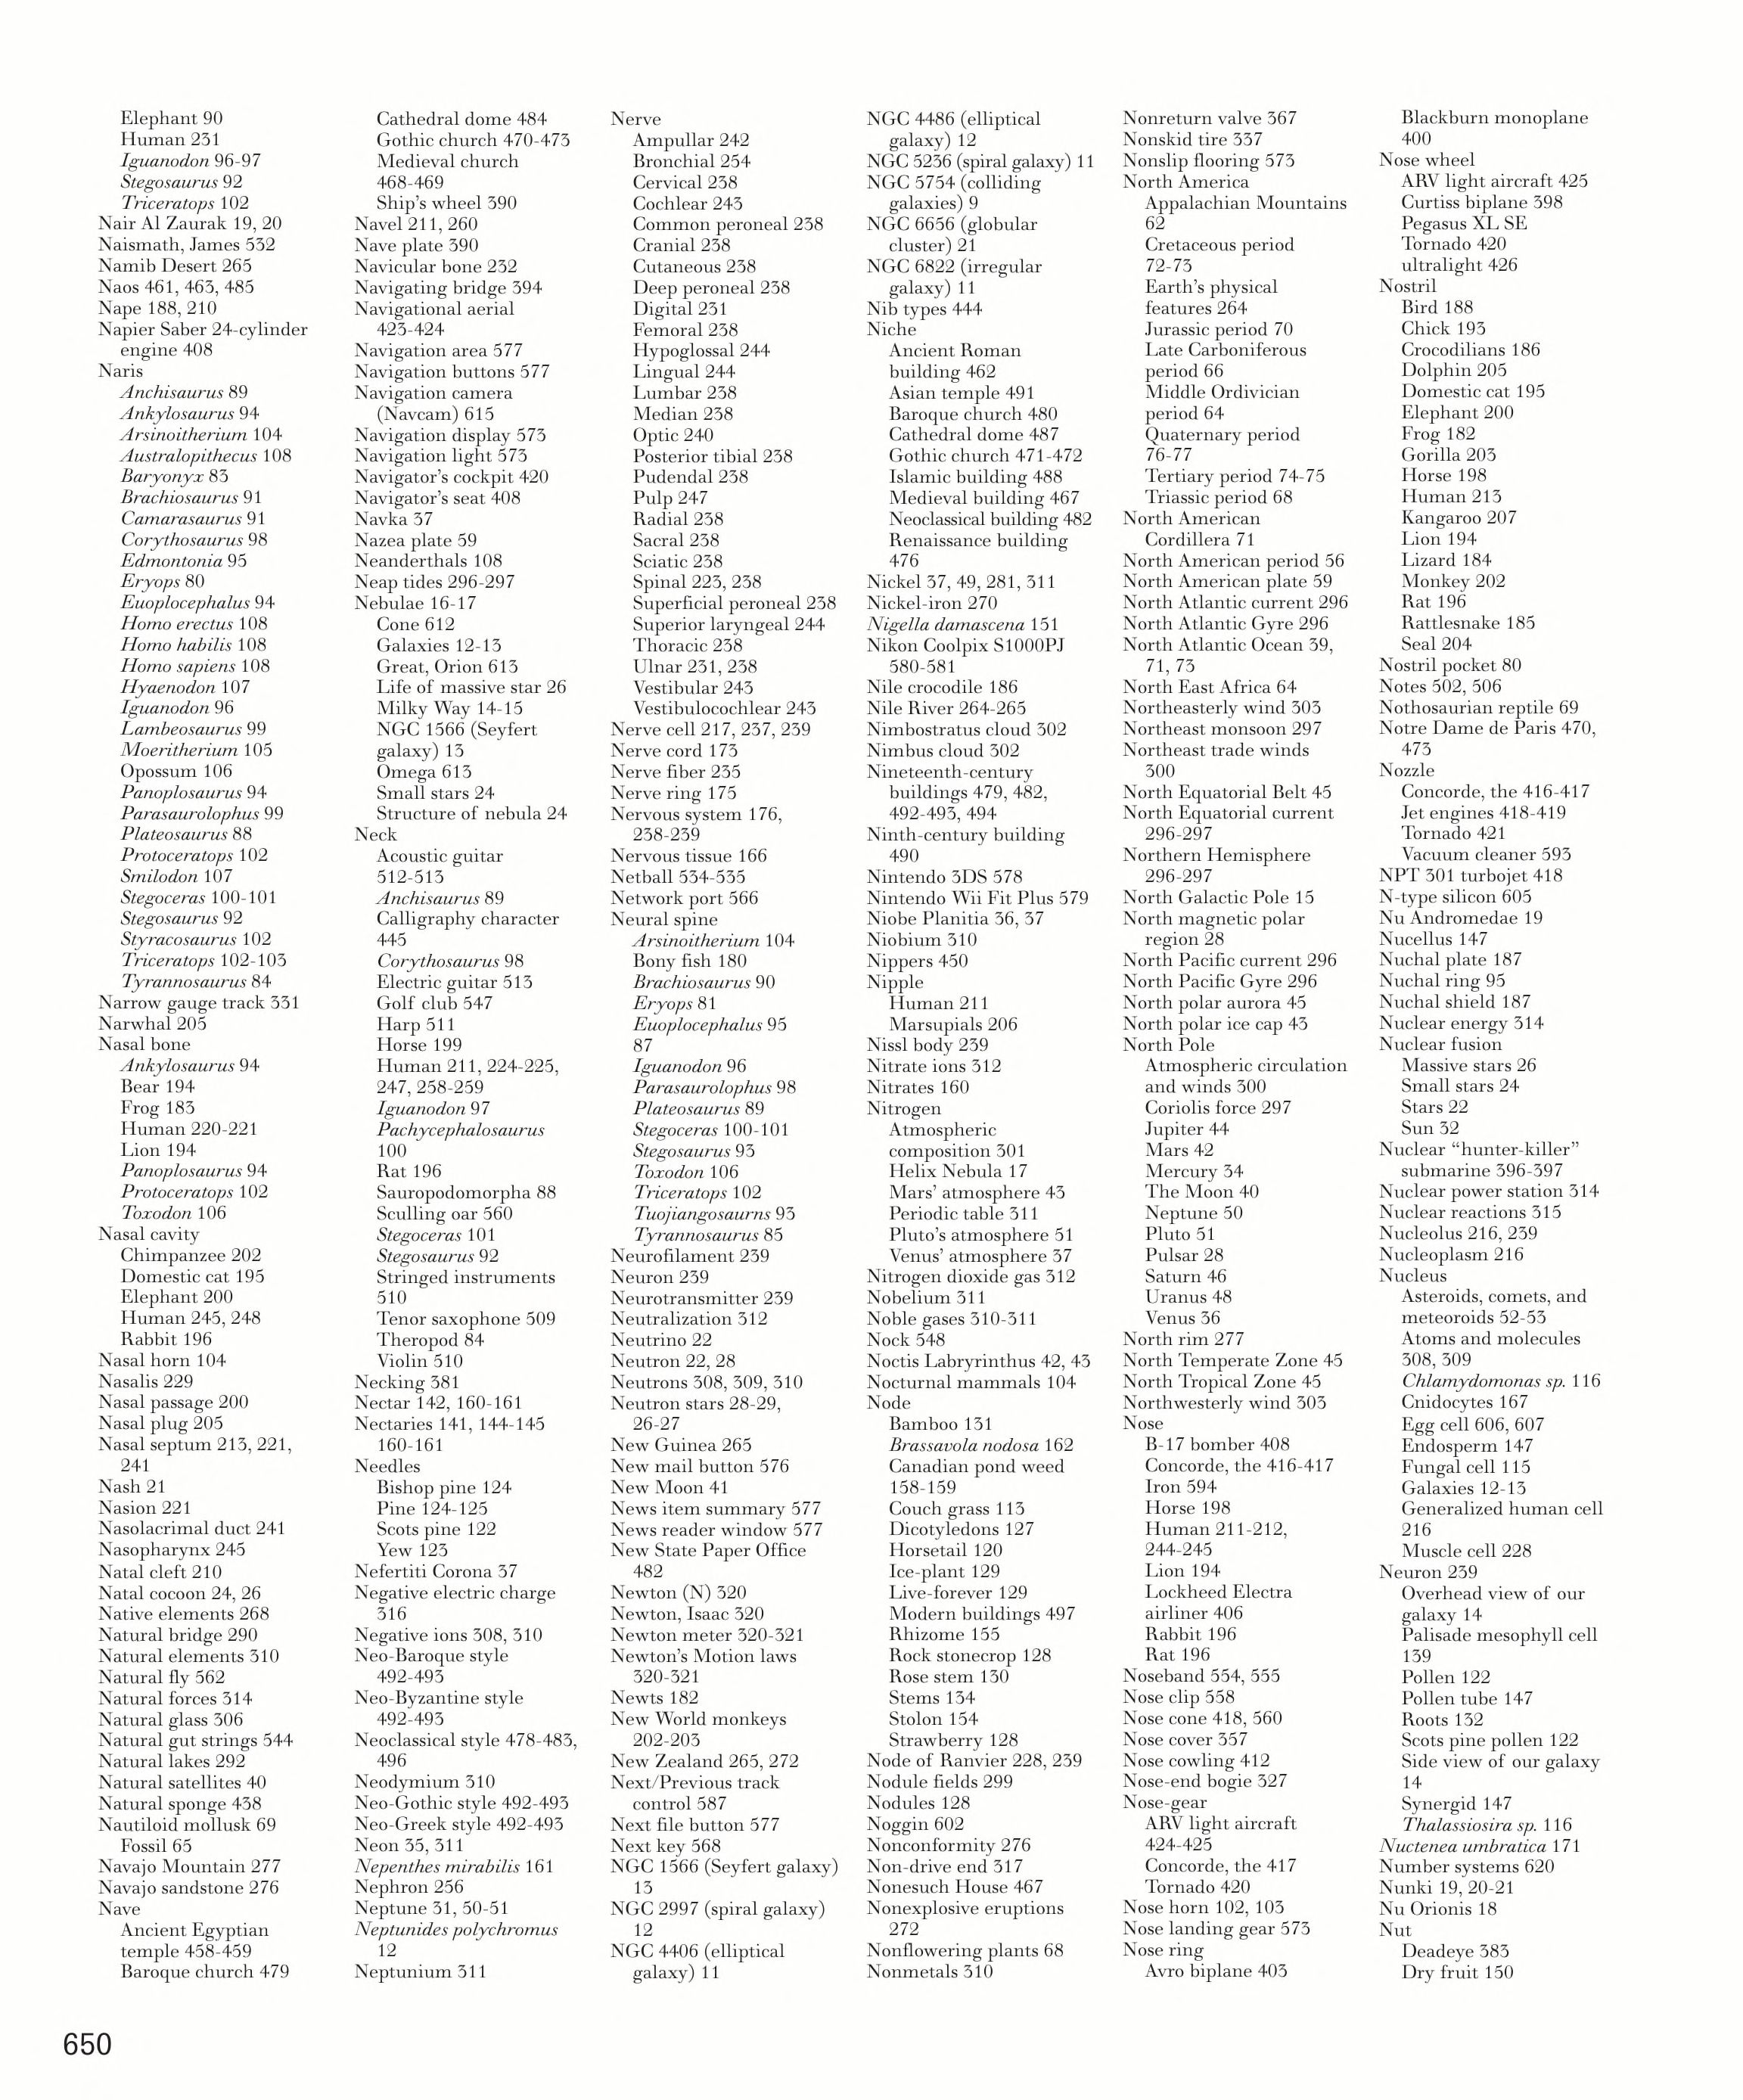 Elephant 90
Human 231
Iguanodon 96-97
Stegosaurus 92
Triceratops 102
Nair Al Zaurak 19, 20
Naismath, James 532
Namib Desert 265
Naos 461, 463, 485
Nape 188, 210
Napier Saber 24-cylinder
engine 408
Naris
Anchisaurus 89
Ankylosaurus 94
Arsinoitherium 104
Australopithecus 108
Baryonyx 83
Brachiosaurus 91
Camarasaurus 91
Corythosaurus 98
Edmontonia 95
Eryops 80
Euoplocephalus 94
Homo erectus 108
Homo habilis 108
Homo sapiens 108
Hyaenodon 107
Iguanodon 96
Lambeosaurus 99
Moeritherium 105
Opossum 106
Panoplosaurus 94
Parasaurolophus 99
Plateosaurus 88
Protoceratops 102
Smilodon 107
Stegoceras 100-101
Stegosaurus 92
Styracosaurus 102
Triceratops 102-103
Tyrannosaurus 84
Narrow gauge track 331
Narwhal 205
Nasal bone
Ankylosaurus 94
Bear 194
Frog 183
Human 220-221
Lion 194
Panoplosaurus 94
Protoceratops 102
Toxodon 106
Nasal cavity
Chimpanzee 202
Domestic cat 195
Elephant 200
Human 245, 248
Rabbit 196
Nasal horn 104
Nasalis 229
Nasal passage 200
Nasal plug 205
Nasal septum 213, 221,
241
Nash 21
Nasion 221
Nasolacrimal duct 241
Nasopharynx 245
Natal cleft 210
Natal cocoon 24, 26
Native elements 268
Natural bridge 290
Natural elements 310
Natural fly 562
Natural forces 314
Natural glass 306
Natural gut strings 544
Natural lakes 292
Natural satellites 40
Natural sponge 438
Nautiloid mollusk 69
Fossil 65
Navajo Mountain 277
Navajo sandstone 276
Nave
Ancient Egyptian
temple 458-459
Baroque church 479
Cathedral dome 484
Gothic church 470-473
Medieval church
468-469
Ship's wheel 390
Navel 211, 260
Nave plate 390
Navicular bone 232
Navigating bridge 394
Navigational aerial
423-424
Navigation area 577
Navigation buttons 577
Navigation camera
(Navcam) 615
Navigation display 573
Navigation light 573
Navigator's cockpit 420
Navigator's seat 408
Navka 37
Nazea plate 59
Neanderthals 108
Neap tides 296-297
Nebulae 16-17
Cone 612
Galaxies 12-13
Great, Orion 613
Life of massive star 26
Milky Way 14-15
NGC 1566 (Seyfert
galaxy) 13
Omega 613
Small stars 24
Structure of nebula 24
Neck
Acoustic guitar
512-513
Anchisaurus 89
Calligraphy character
445
Corythosaurus 98
Electric guitar 513
Golf club 547
Harp 511
Horse 199
Human 211, 224-225,
247, 258-259
Iguanodon 97
Pachycephalosaurus
100
Rat 196
Sauropodomorpha 88
Sculling oar 560
Stegoceras 101
Stegosaurus 92
Stringed instruments
510
Tenor saxophone 509
Theropod 84
Violin 510
Necking 381
Nectar 142, 160-161
Nectaries 141, 144-145
160-161
Needles
Bishop pine 124
Pine 124-125
Scots pine 122
Yew 123
Nefertiti Corona 37
Negative electric charge
316
Negative ions 308, 310
Neo-Baroque style
492-493
Neo-Byzantine style
492-493
Neoclassical style 478-483,
496
Neodymium 310
Neo-Gothic style 492-493
Neo-Greek style 492-493
Neon 35, 311
Nepenthes mirabilis 161
Nephron 256
Neptune 31, 50-51
Neptunides polychromus
12
Neptunium 311
Nerve
Ampullar 242
Bronchial 254
Cervical 238
Cochlear 243
Common peroneal 238
Cranial 238
Cutaneous 238
Deep peroneal 238
Digital 231
Femoral 238
Hypoglossal 244
Lingual 244
Lumbar 238
Median 238
Optic 240
Posterior tibial 238
Pudendal 238
Pulp 247
Radial 238
Sacral 238
Sciatic 238
Spinal 223, 238
Superficial peroneal 238
Superior laryngeal 244
Thoracic 238
Ulnar 231, 238
Vestibular 243
Vestibulocochlear 243
Nerve cell 217, 237, 239
Nerve cord 173
Nerve fiber 235
Nerve ring 175
Nervous system 176,
238-239
Nervous tissue 166
Netball 534-535
Network port 566
Neural spine
Arsinoitherium 104
Bony fish 180
Brachiosaurus 90
Eryops 81
Euoplocephalus 95
87
Iguanodon 96
Parasaurolophus 98
Plateosaurus 89
Stegoceras 100-101
Stegosaurus 93
Toxodon 106
Triceratops 102
Tuojiangosaurns 93
Tyrannosaurus 85
Neurofilament 239
Neuron 239
Neurotransmitter 239
Neutralization 312
Neutrino 22
Neutron 22, 28
Neutrons 308, 309, 310
Neutron stars 28-29,
26-27
New Guinea 265
New mail button 576
New Moon 41
News item summary 577
News reader window 577
New State Paper Office
482
Newton (N) 320
Newton, Isaac 320
Newton meter 320-321
Newton's Motion laws
320-321
Newts 182
New World monkeys
202-203
New Zealand 265, 272
Next/Previous track
control 587
Next file button 577
Next key 568
NGC 1566 (Seyfert galaxy)
13
NGC 2997 (spiral galaxy)
12
NGC 4406 (elliptical
galaxy) 11
NGC 4486 (elliptical
galaxy) 12
NGC 5236 (spiral galaxy) 11
NGC 5754 (colliding
galaxies) 9
NGC 6656 (globular
cluster) 21
NGC 6822 (irregular
galaxy) 11
Nib types 444
Niche
Ancient Roman
building 462
Asian temple 491
Baroque church 480
Cathedral dome 487
Gothic church 471-472
Islamic building 488
Medieval building 467
Neoclassical building 482
Renaissance building
476
Nickel 37, 49, 281, 311
Nickel-iron 270
Nigella damascena 151
Nikon Coolpix S1000PJ
580-581
Nile crocodile 186
Nile River 264-265
Nimbostratus cloud 302
Nimbus cloud 302
Nineteenth-century
buildings 479, 482,
492-493, 494
Ninth-century building
490
Nintendo 3DS 578
Nintendo Wii Fit Plus 579
Niobe Planitia 36, 37
Niobium 310
Nippers 450
Nipple
Human 211
Marsupials 206
Nissl body 239
Nitrate ions 312
Nitrates 160
Nitrogen
Atmospheric
composition 301
Helix Nebula 17
Mars' atmosphere 43
Periodic table 311
Pluto's atmosphere 51
Venus' atmosphere 37
Nitrogen dioxide gas 312
Nobelium 311
Noble gases 310-311
Nock 548
Noctis Labryrinthus 42, 43
Nocturnal mammals 104
Node
Bamboo 131
Brassavola nodosa 162
Canadian pond weed
158-159
Couch grass 113
Dicotyledons 127
Horsetail 120
Ice-plant 129
Live-forever 129
Modern buildings 497
Rhizome 155
Rock stonecrop 128
Rose stem 130
Stems 134
Stolon 154
Strawberry 128
Node of Ranvier 228, 239
Nodule fields 299
Nodules 128
Noggin 602
Nonconformity 276
Non-drive end 317
Nonesuch House 467
Nonexplosive eruptions
272
Nonflowering plants 68
Nonmetals 310
Nonreturn valve 367
Nonskid tire 337
Nonslip flooring 573
North America
Appalachian Mountains
62
Cretaceous period
72-73
Earth's physical
features 264
Jurassic period 70
Late Carboniferous
period 66
Middle Ordivician
period 64
Quaternary period
76-77
Tertiary period 74-75
Triassic period 68
North American
Cordillera 71
North American period 56
North American plate 59
North Atlantic current 296
North Atlantic Gyre 296
North Atlantic Ocean 39,
71, 73
North East Africa 64
Northeasterly wind 303
Northeast monsoon 297
Northeast trade winds
300
North Equatorial Belt 45
North Equatorial current
296-297
Northern Hemisphere
296-297
North Galactic Pole 15
North magnetic polar
region 28
North Pacific current 296
North Pacific Gyre 296
North polar aurora 45
North polar ice cap 43
North Pole
Atmospheric circulation
and winds 300
Coriolis force 297
Jupiter 44
Mars 42
Mercury 34
The Moon 40
Neptune 50
Pluto 51
Pulsar 28
Saturn 46
Uranus 48
Venus 36
North rim 277
North Temperate Zone 45
North Tropical Zone 45
Northwesterly wind 303
Nose
B-17 bomber 408
Concorde, the 416-417
Iron 594
Horse 198
Human 211-212,
244-245
Lion 194
Lockheed Electra
airliner 406
Rabbit 196
Rat 196
Noseband 554, 555
Nose clip 558
Nose cone 418, 560
Nose cover 357
Nose cowling 412
Nose-end bogie 327
Nose-gear
ARV light aircraft
424-425
Concorde, the 417
Tornado 420
Nose horn 102, 103
Nose landing gear 573
Nose ring
Avro biplane 403
Blackburn monoplane
400
Nose wheel
ARV light aircraft 425
Curtiss biplane 398
Pegasus XL SE
Tornado 420
ultralight 426
Nostril
Bird 188
Chick 193
Crocodilians 186
Dolphin 205
Domestic cat 195
Elephant 200
Frog 182
Gorilla 203
Horse 198
Human 213
Kangaroo 207
Lion 194
Lizard 184
Monkey 202
Rat 196
Rattlesnake 185
Seal 204
Nostril pocket 80
Notes 502, 506
Nothosaurian reptile 69
Notre Dame de Paris 470,
473
Nozzle
Concorde, the 416-417
Jet engines 418-419
Tornado 421
Vacuum cleaner 593
NPT 301 turbojet 418
N-type silicon 605
Nu Andromedae 19
Nucellus 147
Nuchal plate 187
Nuchal ring 95
Nuchal shield 187
Nuclear energy 314
Nuclear fusion
Massive stars 26
Small stars 24
Stars 22
Sun 32
Nuclear "hunter-killer"
submarine 396-397
Nuclear power station 314
Nuclear reactions 315
Nucleolus 216, 239
Nucleoplasm 216
Nucleus
Asteroids, comets, and
meteoroids 52-53
Atoms and molecules
308, 309
Chlamydomonas sp. 116
Cnidocytes 167
Egg cell 606, 607
Endosperm 147
Fungal cell 115
Galaxies 12-13
Generalized human cell
216
Muscle cell 228
Neuron 239
Overhead view of our
galaxy 14
Palisade mesophyll cell
139
Pollen 122
Pollen tube 147
Roots 132
Scots pine pollen 122
Side view of our galaxy
14
Synergid 147
Thalassiosira sp. 116
Nuctenea umbratica 171
Number systems 620
Nunki 19, 20-21
Nu Orionis 18
Nut
Deadeye 383
Dry fruit 150
650